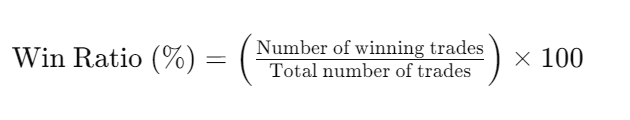 Win Ratio (%) = (Number of winning trades / Total number of trades) × 100